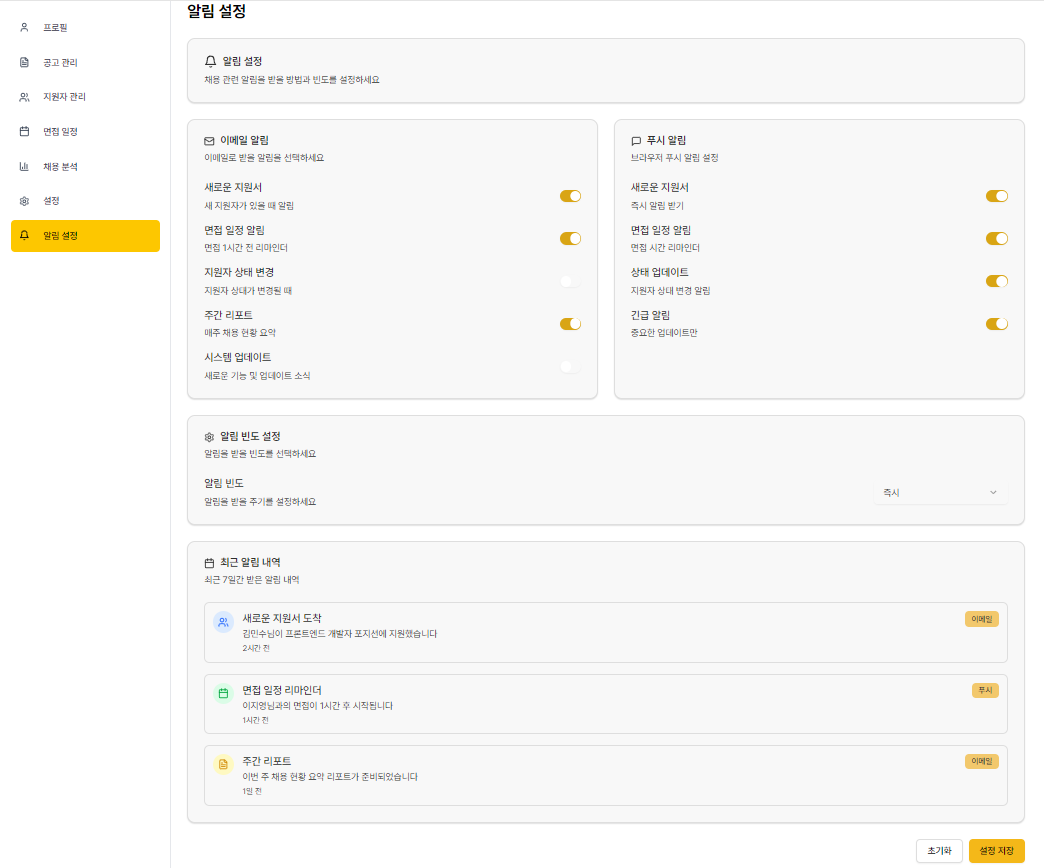 알림 설정
프로필
공고 관리
지원자 관리
면접 일정
채용 분석
설정
알림 설정
알림 설정
채용 관련 알림을 받을 방법과 빈도를 설정하세요
이메일 알림
이메일로 받을 알림을 선택하세요
새로운 지원서
새 지원자가 있을 때 알림
면접 일정 알림
면접 1시간 전 리마인더
지원자 상태 변경
지원자 상태가 변경될 때
주간 리포트
매주 채용 현황 요약
시스템 업데이트
새로운 기능 및 업데이트 소식
푸시 알림
브라우저 푸시 알림 설정
새로운 지원서
즉시 알림 받기
면접 일정 알림
면접 시간 리마인더
상태 업데이트
지원자 상태 변경 알림
긴급 알림
중요한 업데이트만
알림 빈도 설정
알림을 받을 빈도를 선택하세요
알림 빈도
알림을 받을 주기를 설정하세요
즉시
최근 알림 내역
최근 7일간 받은 알림 내역
새로운 지원서 도착
이메일
김민수님이 프론트엔드 개발자 포지션에 지원했습니다
2시간 전
면접 일정 리마인더
푸시
이지영님과의 면접이 1시간 후 시작됩니다
1시간 전
주간 리포트
이메일
이번 주 채용 현황 요약 리포트가 준비되었습니다
1일 전
초기화
설정 저장